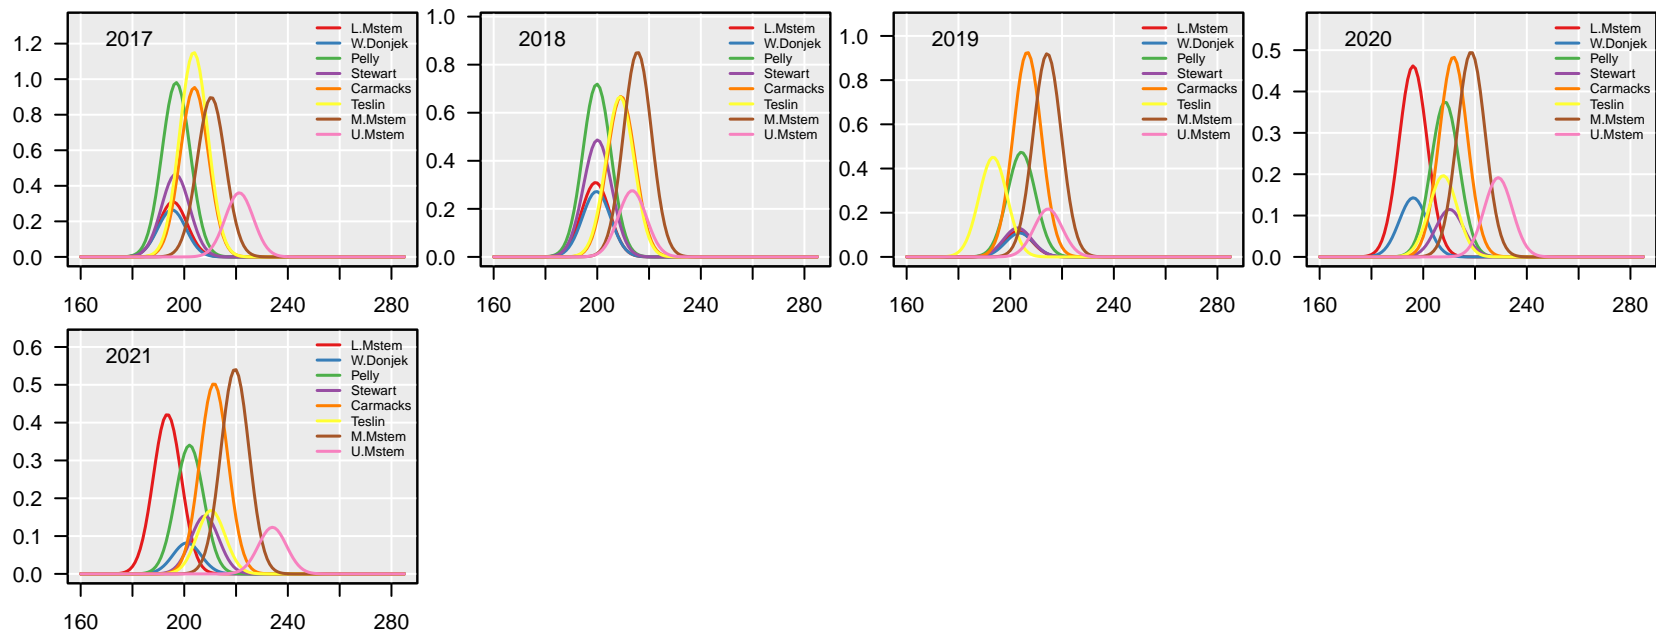 2017
1.2
1.0
0.8
0.6
0.4
0.2
0.0
160 200 240 280
L.Mstem
W.Donjek
Pelly
Stewart
Carmacks
Teslin
M.Mstem
U.Mstem
2018
1.0
0.8
0.6
0.4
0.2
0.0
160 200 240 280
L.Mstem
W.Donjek
Pelly
Stewart
Carmacks
Teslin
M.Mstem
U.Mstem
2019
1.0
0.8
0.6
0.4
0.2
0.0
160 200 240 280
L.Mstem
W.Donjek
Pelly
Stewart
Carmacks
Teslin
M.Mstem
U.Mstem
2020
0.5
0.4
0.3
0.2
0.1
0.0
160 200 240 280
L.Mstem
W.Donjek
Pelly
Stewart
Carmacks
Teslin
M.Mstem
U.Mstem
2021
0.6
0.5
0.4
0.3
0.2
0.1
0.0
160 200 240 280
L.Mstem
W.Donjek
Pelly
Stewart
Carmacks
Teslin
M.Mstem
U.Mstem